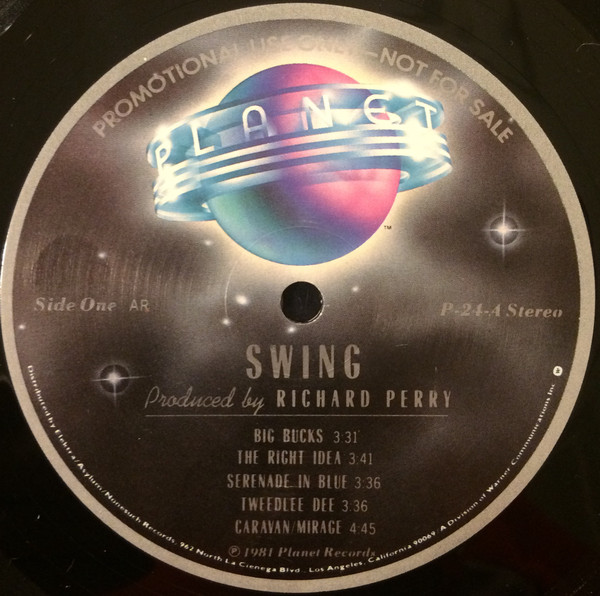 PROMOTIONAL USE ONLY—NOT FOR SALE
PLANET
TM
Side One AR
P-24-A Stereo
SWING
Produced by RICHARD PERRY
BIG BUCKS 3:31
THE RIGHT IDEA 3:41
SERENADE IN BLUE 3:36
TWEEDLEE DEE 3:36
CARAVAN/MIRAGE 4:45
℗ 1981 Planet Records
Distributed by Elektra/Asylum/Nonesuch Records, 962 North La Cienega Blvd., Los Angeles, California 90069 A Division of Warner Communications Inc